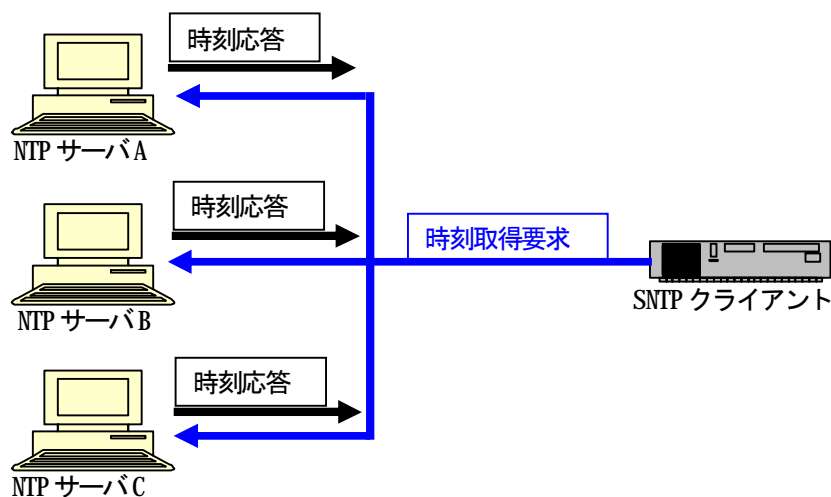 時刻応答
NTP サーバA
時刻応答
時刻取得要求
NTP サーバB
SNTP クライアント
時刻応答
NTP サーバC